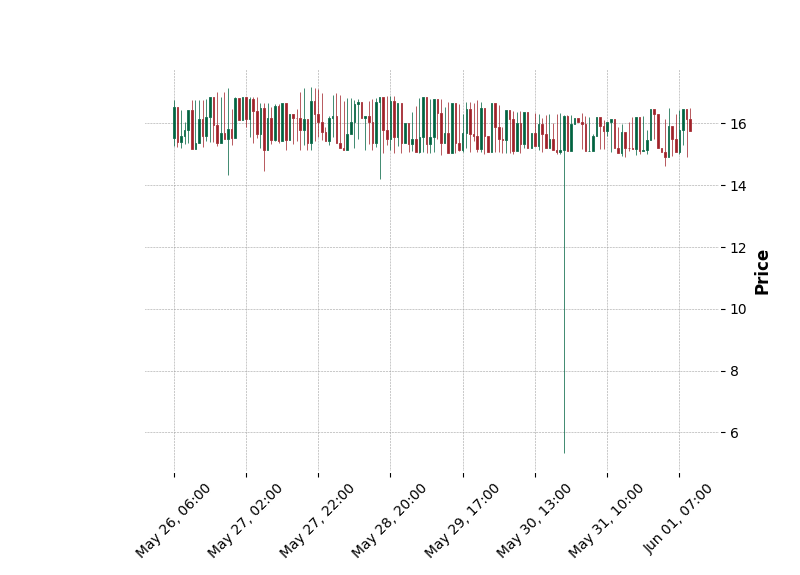 16
14
12
10
8
6
Price
May 26, 06:00
May 27, 02:00
May 27, 22:00
May 28, 20:00
May 29, 17:00
May 30, 13:00
May 31, 10:00
Jun 01, 07:00